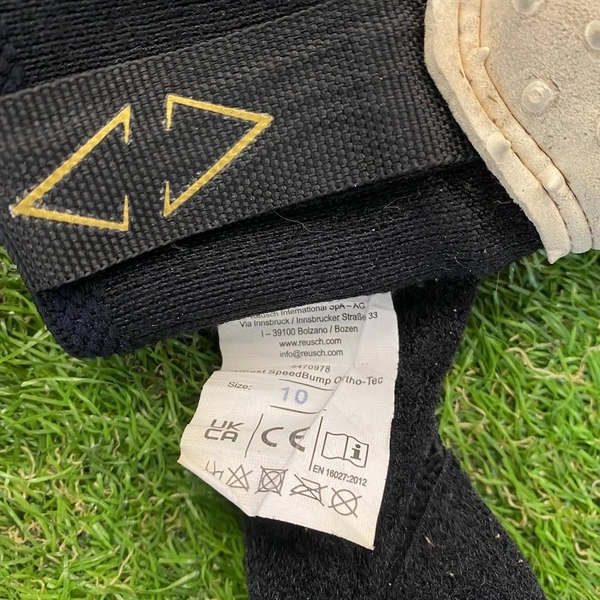 Reusch International SpA – AG
Via Innsbruck / Innsbrucker Straße 33
I – 39100 Bolzano / Bozen
www.reusch.com
info@reusch.com
5470978
SpeedBump Ortho-Tec
Size: 10
UK
CA
CE
i
EN 16027:2012